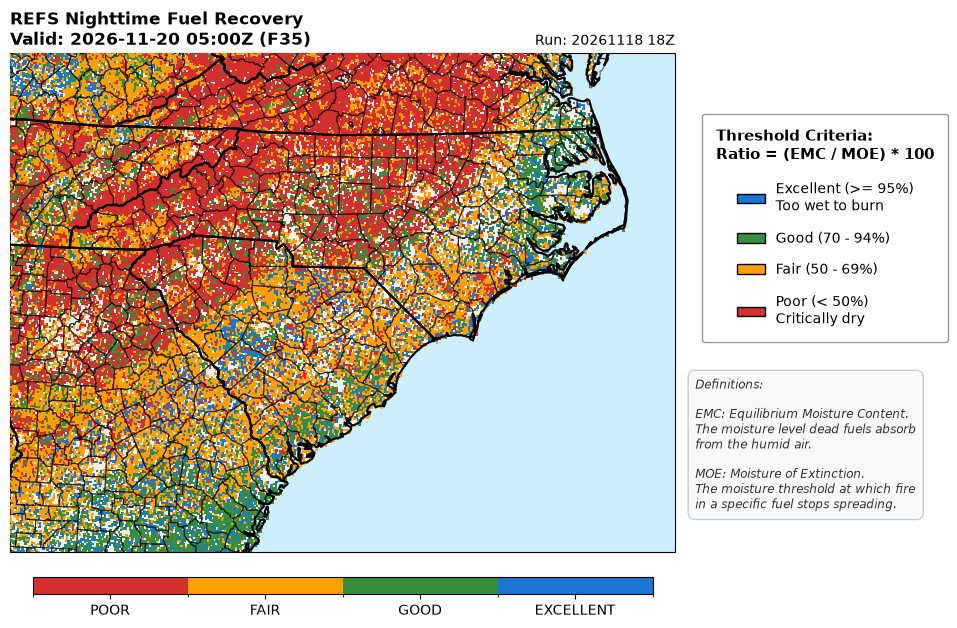 REFS Nighttime Fuel Recovery
Valid: 2026-11-20 05:00Z (F35)
Run: 20261118 18Z
Threshold Criteria:
Ratio = (EMC / MOE) * 100
Excellent (>= 95%)
Too wet to burn
Good (70 - 94%)
Fair (50 - 69%)
Poor (< 50%)
Critically dry
Definitions:
EMC: Equilibrium Moisture Content.
The moisture level dead fuels absorb
from the humid air.
MOE: Moisture of Extinction.
The moisture threshold at which fire
in a specific fuel stops spreading.
POOR
FAIR
GOOD
EXCELLENT